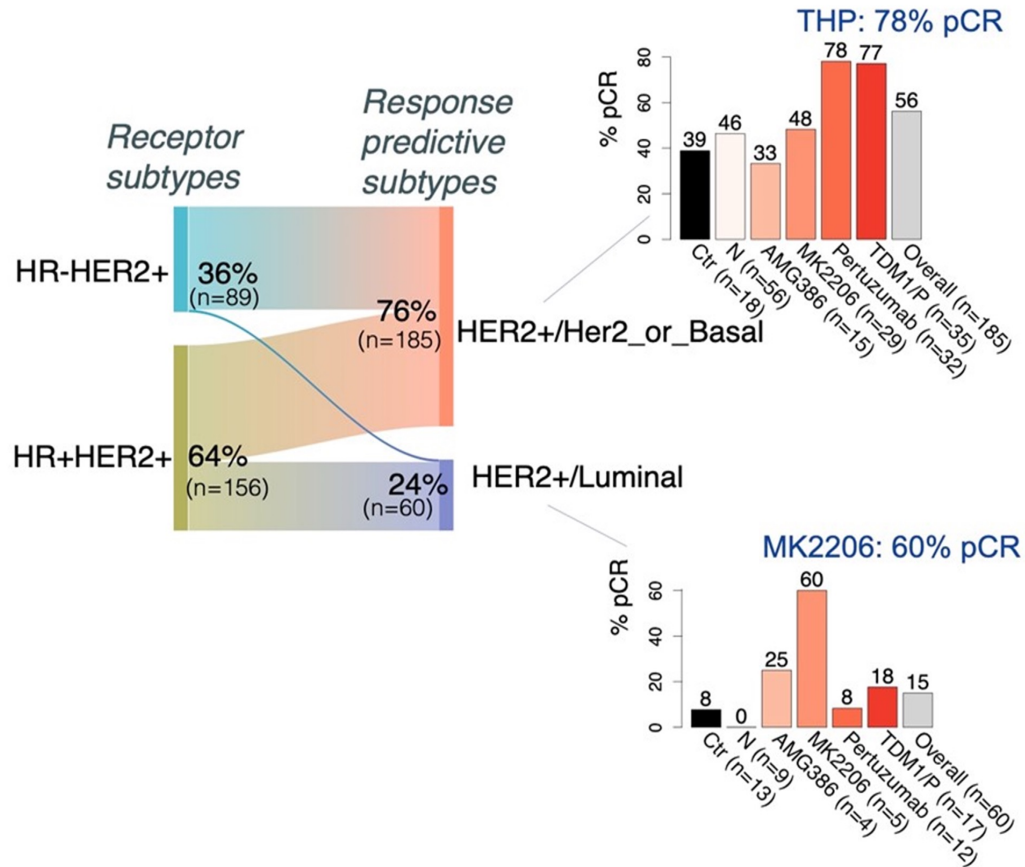 THP: 78% pCR
Receptor
subtypes
Response
predictive
subtypes
HR-HER2+
36%
(n=89)
HR+HER2+
64%
(n=156)
76%
(n=185)
HER2+/Her2_or_Basal
24%
(n=60)
HER2+/Luminal
% pCR
80
60
40
20
0
39
46
33
48
78
77
56
Ctr (n=18)
N (n=56)
AMG386 (n=15)
MK2206 (n=29)
Pertuzumab (n=32)
TDM1/P (n=35)
Overall (n=185)
MK2206: 60% pCR
% pCR
60
40
20
0
8
0
25
60
8
18
15
Ctr (n=13)
N (n=9)
AMG386 (n=4)
MK2206 (n=5)
Pertuzumab (n=12)
TDM1/P (n=17)
Overall (n=60)